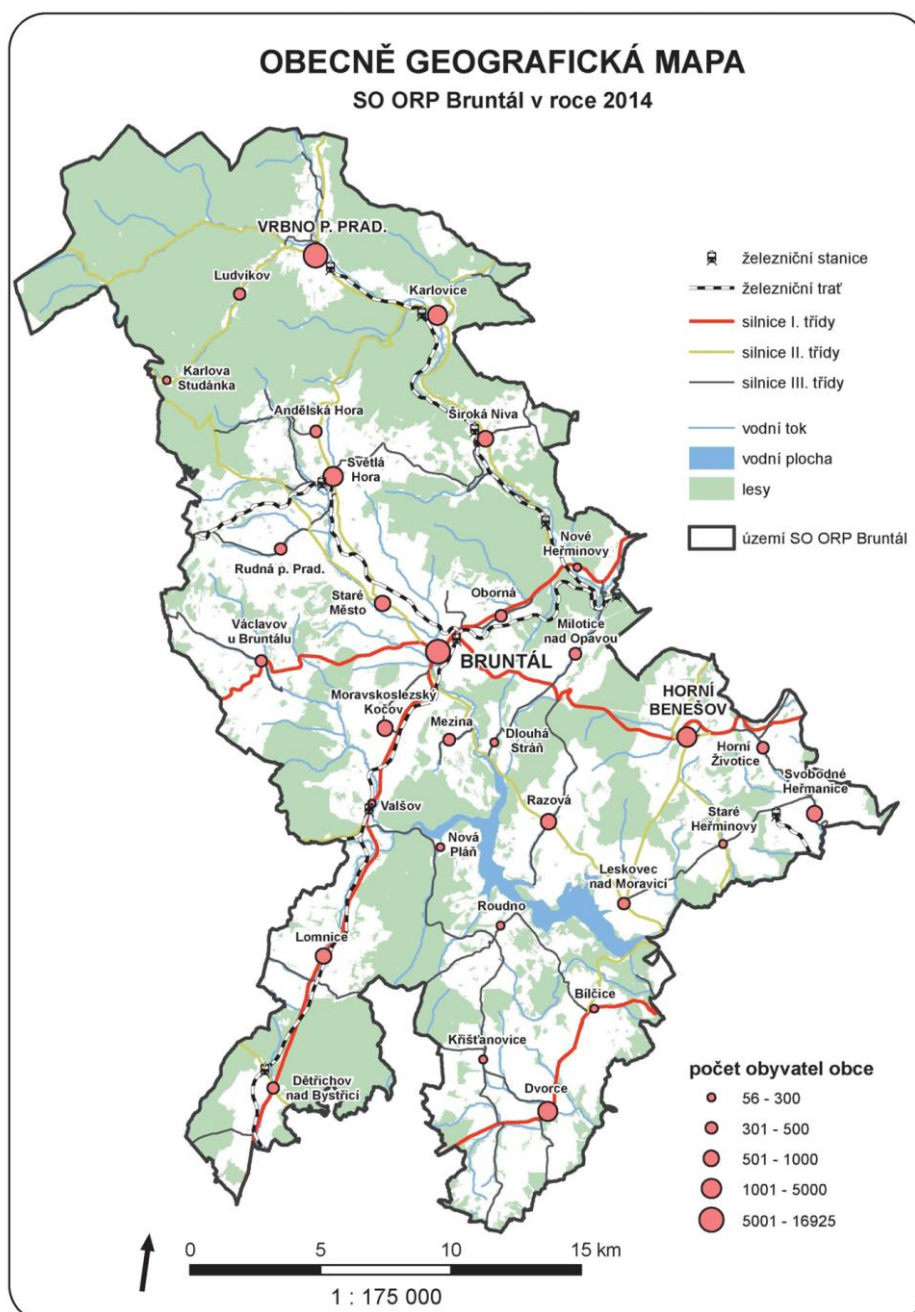 OBECNĚ GEOGRAFICKÁ MAPA
SO ORP Bruntál v roce 2014
VRBNO P. PRAD.
Ludvíkov
Karlovice
Karlova
Studánka
Andělská Hora
Široká Niva
Světlá
Hora
Rudná p. Prad.
Nové
Heřminovy
Staré
Město
Oborná
Milotice
nad Opavou
Václavov
u Bruntálu
BRUNTÁL
Moravskoslezský
Kočov
Mezina
Dlouhá
Stráň
HORNÍ
BENEŠOV
Horní
Životice
Svobodné
Heřmanice
Valšov
Razová
Staré
Heřminovy
Nová
Pláň
Leskovec
nad Moravicí
Roudno
Lomnice
Bílčice
Křišťanovice
Dvorce
Dětřichov
nad Bystřicí
železniční stanice
železniční trať
silnice I. třídy
silnice II. třídy
silnice III. třídy
vodní tok
vodní plocha
lesy
území SO ORP Bruntál
počet obyvatel obce
56 - 300
301 - 500
501 - 1000
1001 - 5000
5001 - 16925
0 5 10 15 km
1 : 175 000